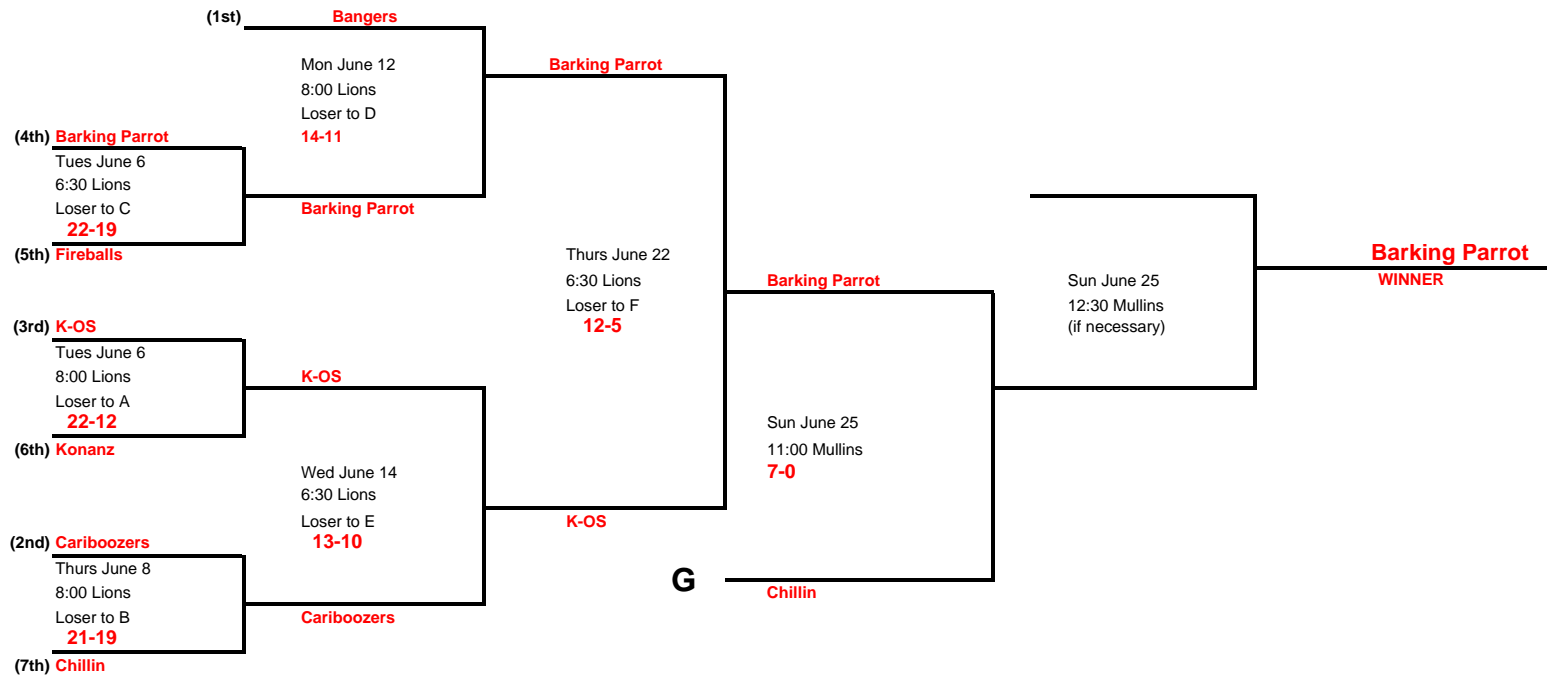 (1st) Bangers
Mon June 12
8:00 Lions
Loser to D
14-11
Barking Parrot
(4th) Barking Parrot
Tues June 6
6:30 Lions
Loser to C
22-19
(5th) Fireballs
Barking Parrot
Thurs June 22
6:30 Lions
Loser to F
12-5
Barking Parrot
Sun June 25
12:30 Mullins
(if necessary)
Barking Parrot
WINNER
(3rd) K-OS
Tues June 6
8:00 Lions
Loser to A
22-12
(6th) Konanz
K-OS
Wed June 14
6:30 Lions
Loser to E
13-10
K-OS
Sun June 25
11:00 Mullins
7-0
(2nd) Cariboozers
Thurs June 8
8:00 Lions
Loser to B
21-19
(7th) Chillin
Cariboozers
G
Chillin